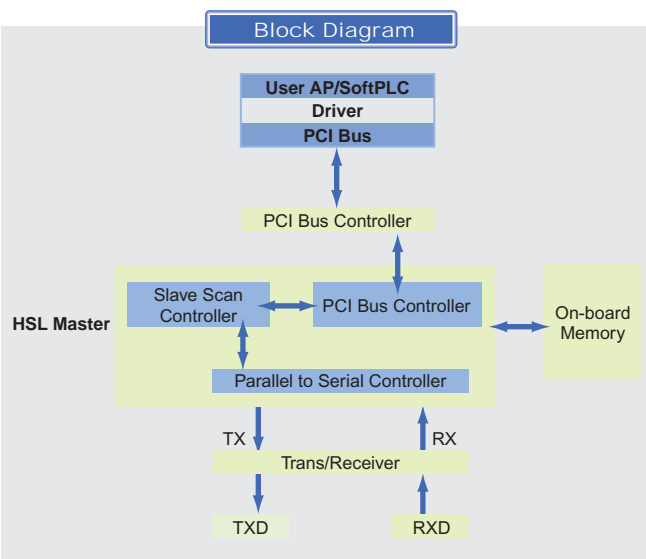 Block Diagram
User AP/SoftPLC
Driver
PCI Bus
PCI Bus Controller
HSL Master
Slave Scan
Controller
PCI Bus Controller
On-board
Memory
Parallel to Serial Controller
TX
RX
Trans/Receiver
TXD
RXD